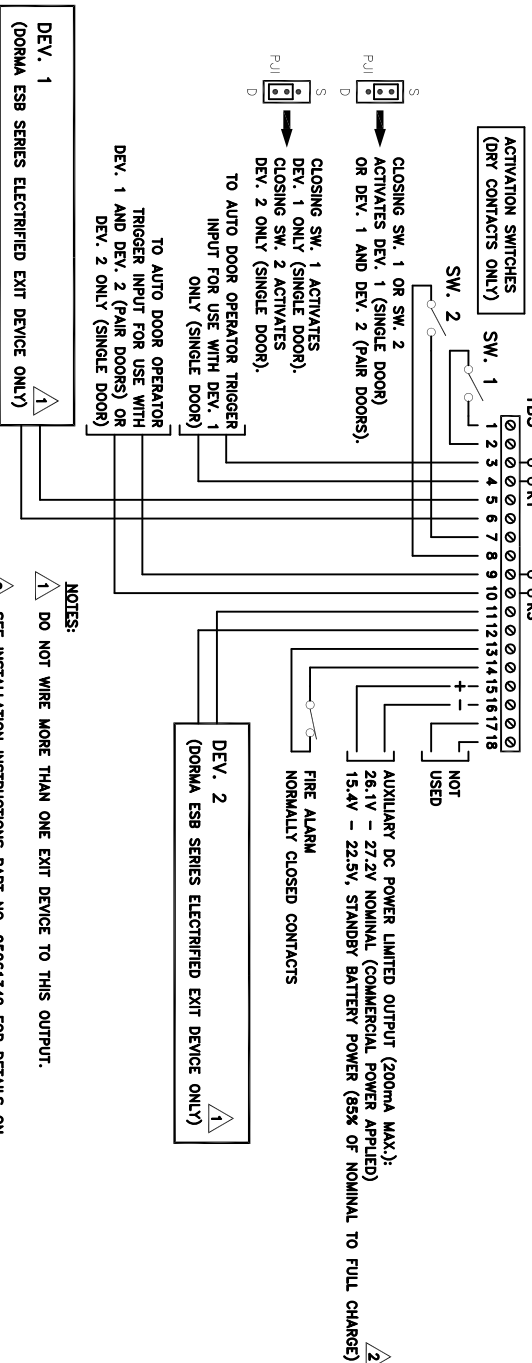 ACTIVATION SWITCHES
(DRY CONTACTS ONLY)
SW. 1
SW. 2
1 2 3 4 5 6 7 8 9 10 11 12 13 14 15 16 17 18
+ -
-
NOT
USED
S
PJ1
D
CLOSING SW. 1 OR SW. 2
ACTIVATES DEV. 1 (SINGLE DOOR)
OR DEV. 1 AND DEV. 2 (PAIR DOORS).
S
PJ1
D
CLOSING SW. 1 ACTIVATES
DEV. 1 ONLY (SINGLE DOOR).
CLOSING SW. 2 ACTIVATES
DEV. 2 ONLY (SINGLE DOOR).
TO AUTO DOOR OPERATOR TRIGGER
INPUT FOR USE WITH DEV. 1
ONLY (SINGLE DOOR)
TO AUTO DOOR OPERATOR
TRIGGER INPUT FOR USE WITH
DEV. 1 AND DEV. 2 (PAIR DOORS) OR
DEV. 2 ONLY (SINGLE DOOR)
DEV. 1
(DORMA ESB SERIES ELECTRIFIED EXIT DEVICE ONLY)
1
AUXILIARY DC POWER LIMITED OUTPUT (200mA MAX.):
26.1V - 27.2V NOMINAL (COMMERCIAL POWER APPLIED)
15.4V - 22.5V, STANDBY BATTERY POWER (85% OF NOMINAL TO FULL CHARGE)
2
FIRE ALARM
NORMALLY CLOSED CONTACTS
DEV. 2
(DORMA ESB SERIES ELECTRIFIED EXIT DEVICE ONLY)
1
NOTES:
1 DO NOT WIRE MORE THAN ONE EXIT DEVICE TO THIS OUTPUT.